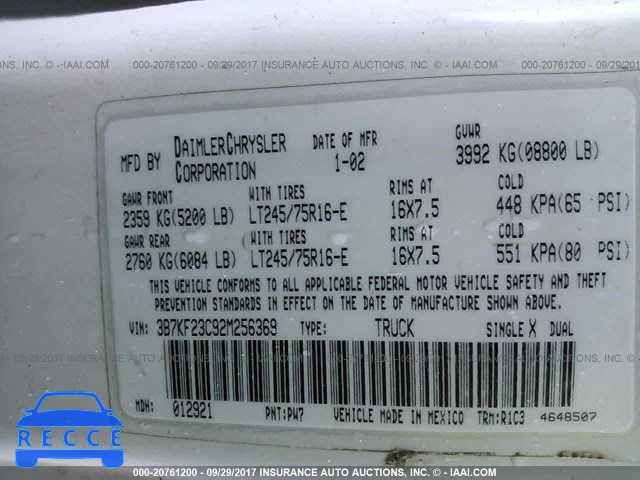 000-20761200 - 09/29/2017 INSURANCE AUTO AUCTIONS, INC. © - IAAI.COM
MFD BY DAIMLERCHRYSLER CORPORATION DATE OF MFR 1-02 GVWR 3992 KG(08800 LB)
GAWR FRONT WITH TIRES RIMS AT COLD
2359 KG(5200 LB) LT245/75R16-E 16X7.5 448 KPA(65 PSI)
GAWR REAR WITH TIRES RIMS AT COLD
2760 KG(6084 LB) LT245/75R16-E 16X7.5 551 KPA(80 PSI)
THIS VEHICLE CONFORMS TO ALL APPLICABLE FEDERAL MOTOR VEHICLE SAFETY AND THEFT
PREVENTION STANDARDS IN EFFECT ON THE DATE OF MANUFACTURE SHOWN ABOVE.
VIN: 3B7KF23C92M256369 TYPE: TRUCK SINGLE X DUAL
MDH: 012921 PNT:PW7 VEHICLE MADE IN MEXICO TRM:R1C3 4648507
RECCE
000-20761200 - 09/29/2017 INSURANCE AUTO AUCTIONS, INC. © - IAAI.COM